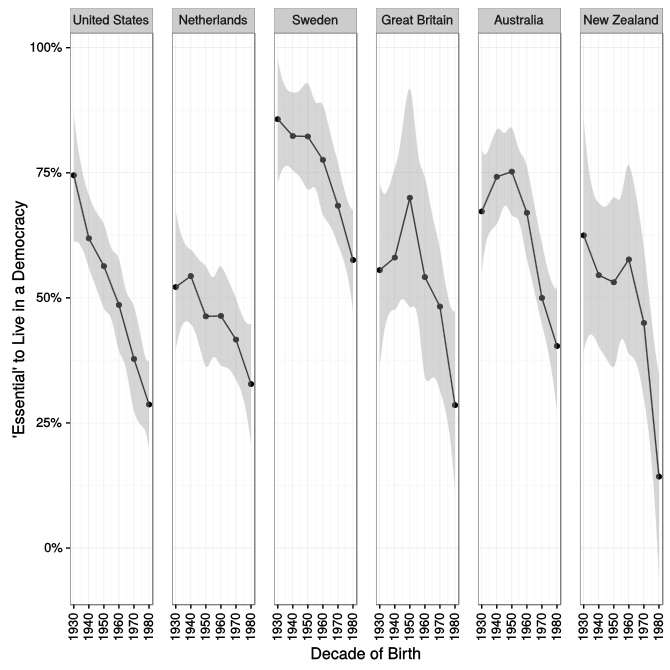 United States Netherlands Sweden Great Britain Australia New Zealand
100%
75%
50%
25%
0%
'Essential' to Live in a Democracy
1930 1940 1950 1960 1970 1980 1930 1940 1950 1960 1970 1980 1930 1940 1950 1960 1970 1980 1930 1940 1950 1960 1970 1980 1930 1940 1950 1960 1970 1980 1930 1940 1950 1960 1970 1980
Decade of Birth